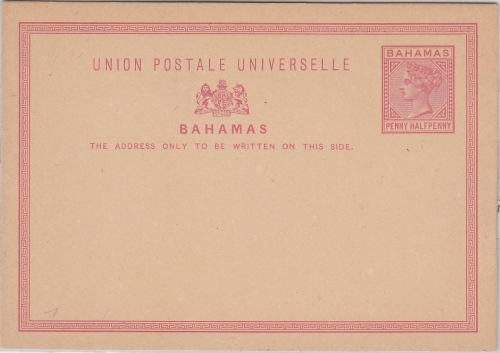 UNION POSTALE UNIVERSELLE
BAHAMAS
THE ADDRESS ONLY TO BE WRITTEN ON THIS SIDE.
BAHAMAS
PENNY HALFPENNY